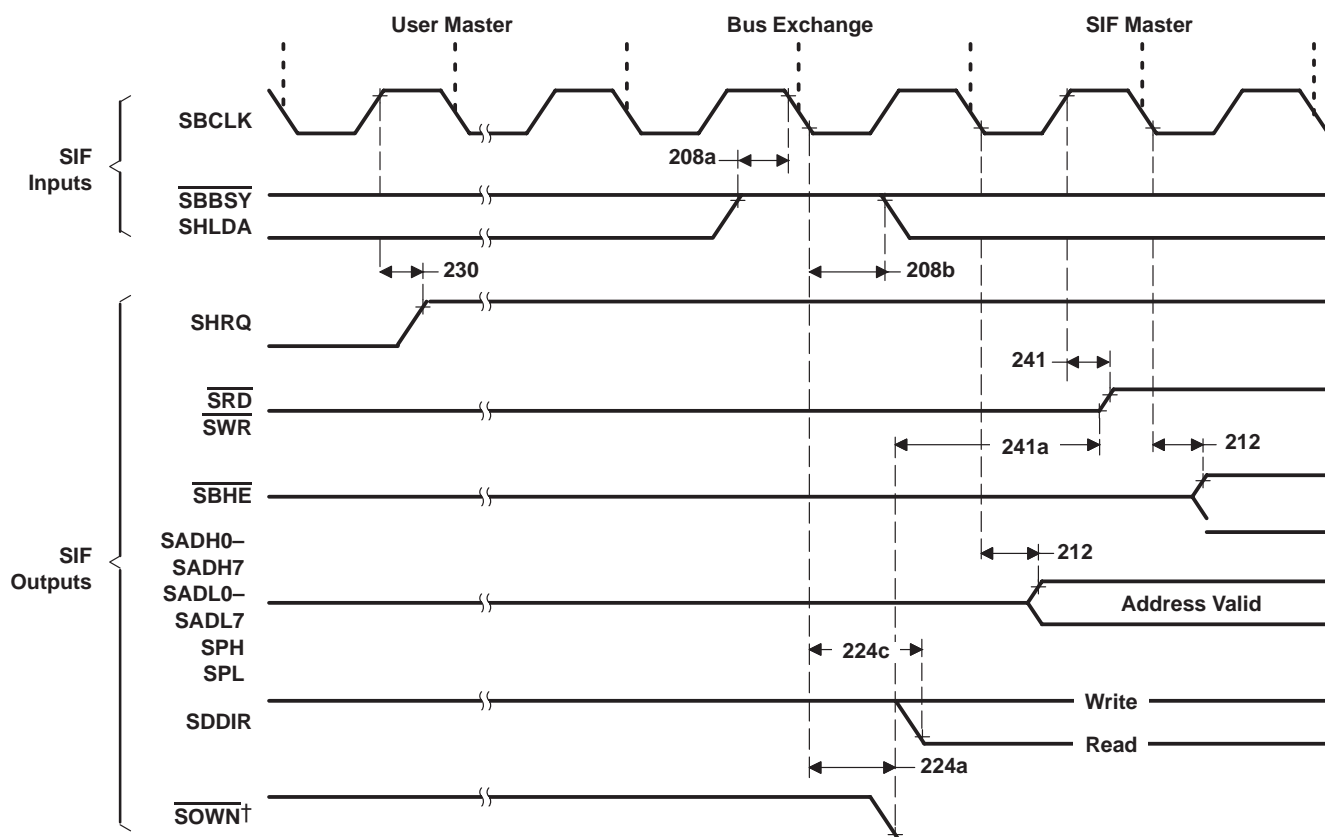 User Master
Bus Exchange
SIF Master
SIF
Inputs
SBCLK
208a
SBBSY
SHLDA
230
208b
SIF
Outputs
SHRQ
241
SRD
SWR
241a
212
SBHE
SADH0–
SADH7
SADL0–
SADL7
SPH
SPL
212
Address Valid
224c
SDDIR
Write
Read
224a
SOWN†